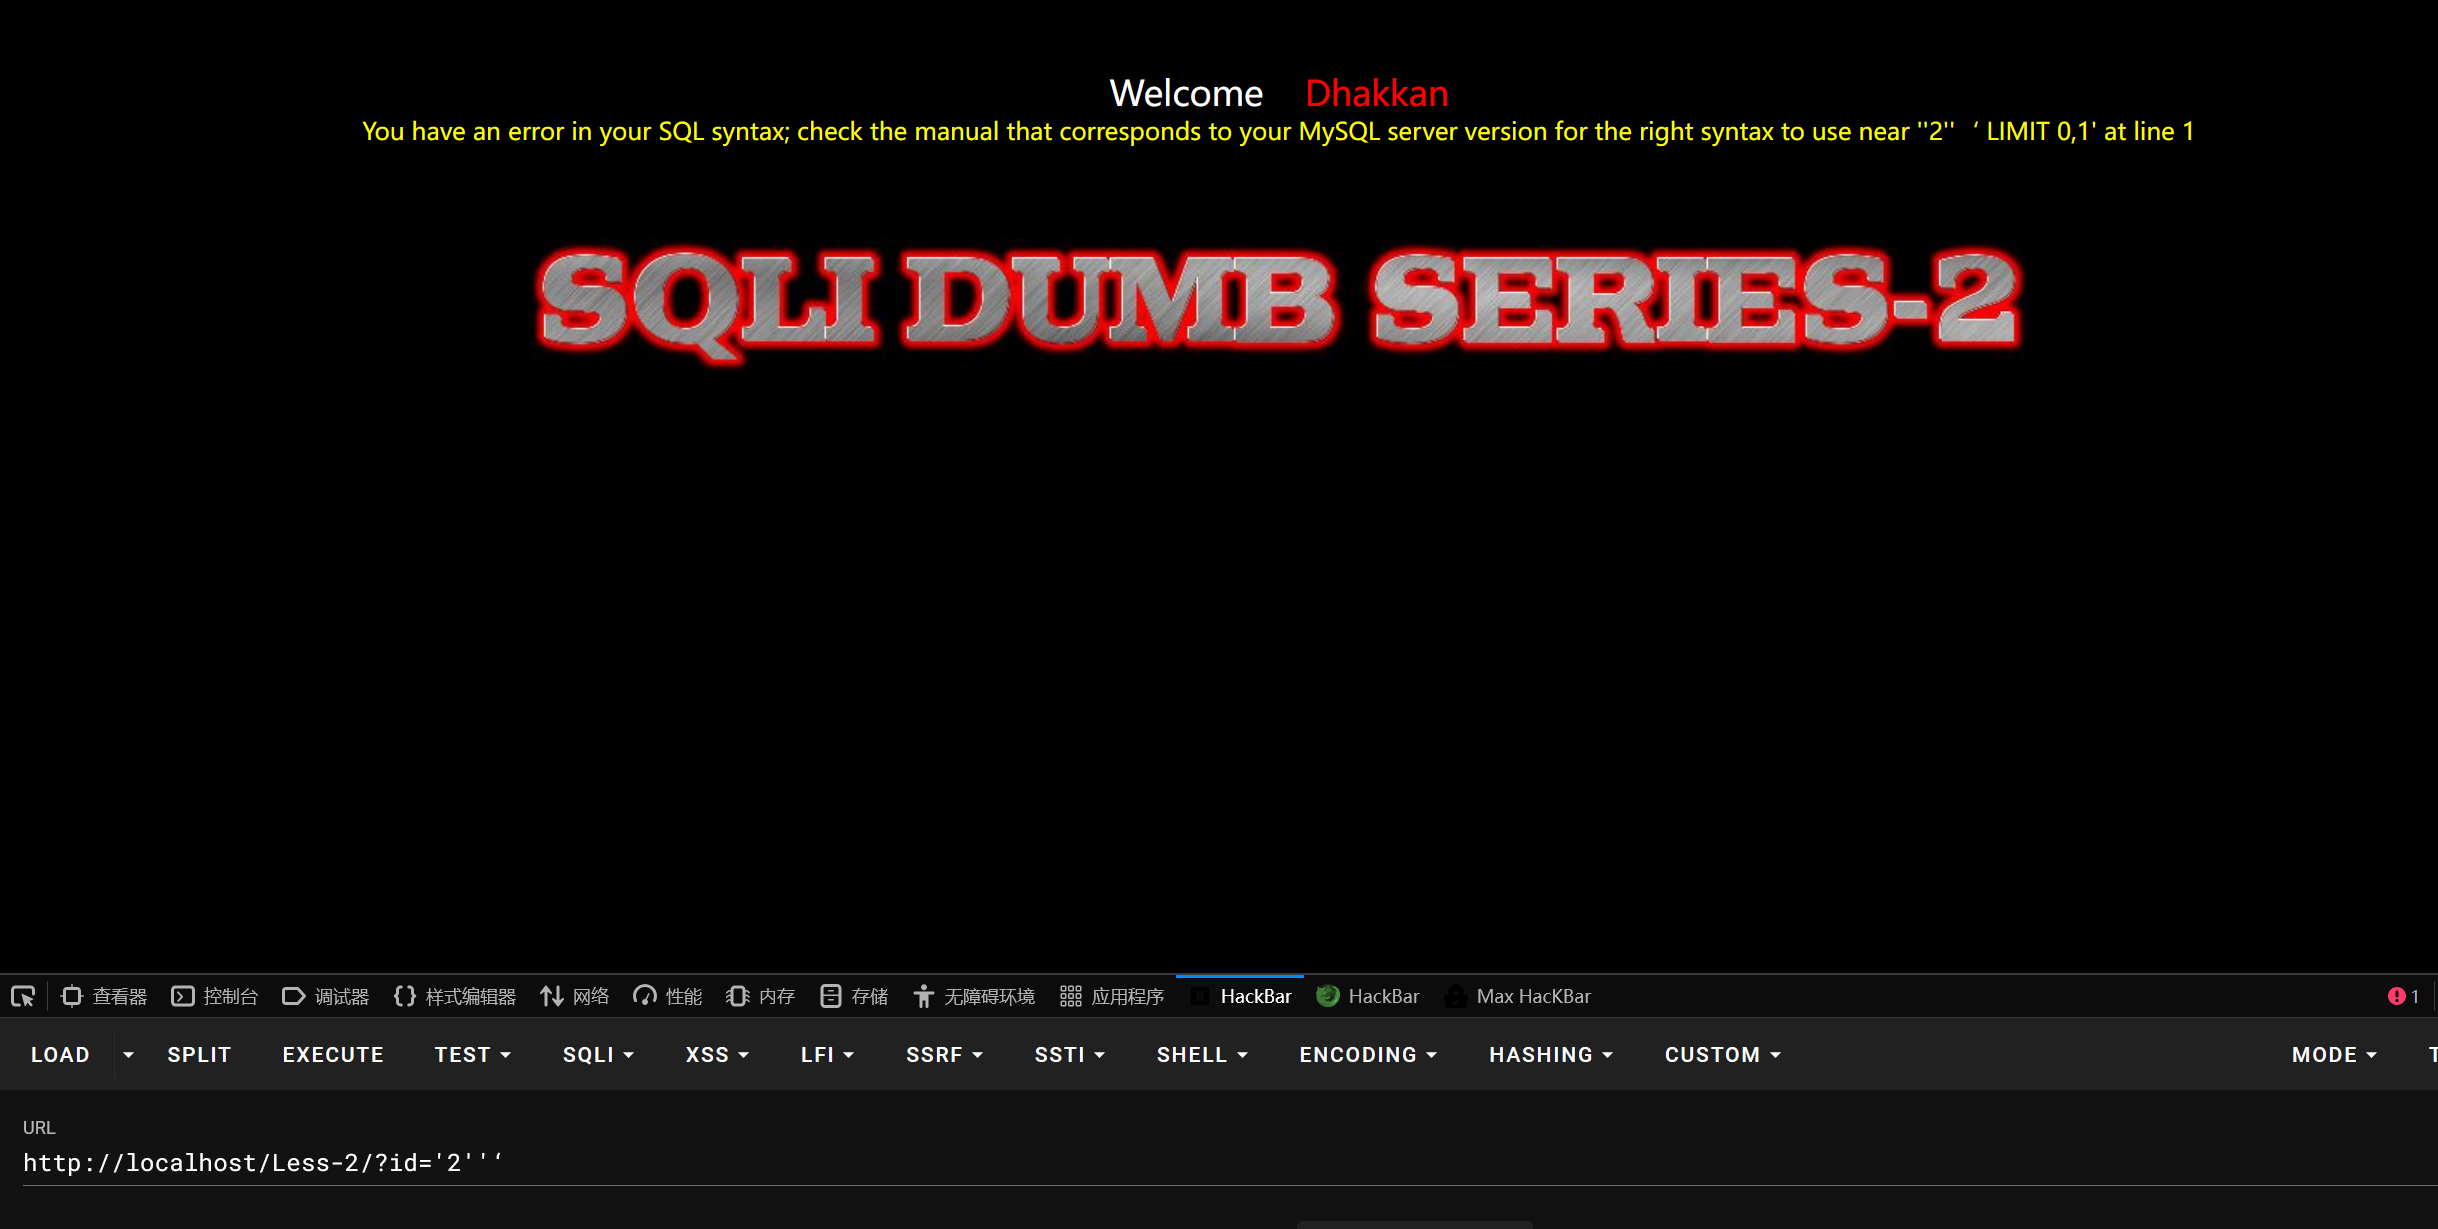 Welcome Dhakkan
You have an error in your SQL syntax; check the manual that corresponds to your MySQL server version for the right syntax to use near ''2'' ‘ LIMIT 0,1' at line 1
SQLI DUMB SERIES-2
查看器 控制台 调试器 样式编辑器 网络 性能 内存 存储 无障碍环境 应用程序 HackBar HackBar Max HacKBar 1
LOAD SPLIT EXECUTE TEST SQLI XSS LFI SSRF SSTI SHELL ENCODING HASHING CUSTOM MODE
URL
http://localhost/Less-2/?id='2''‘